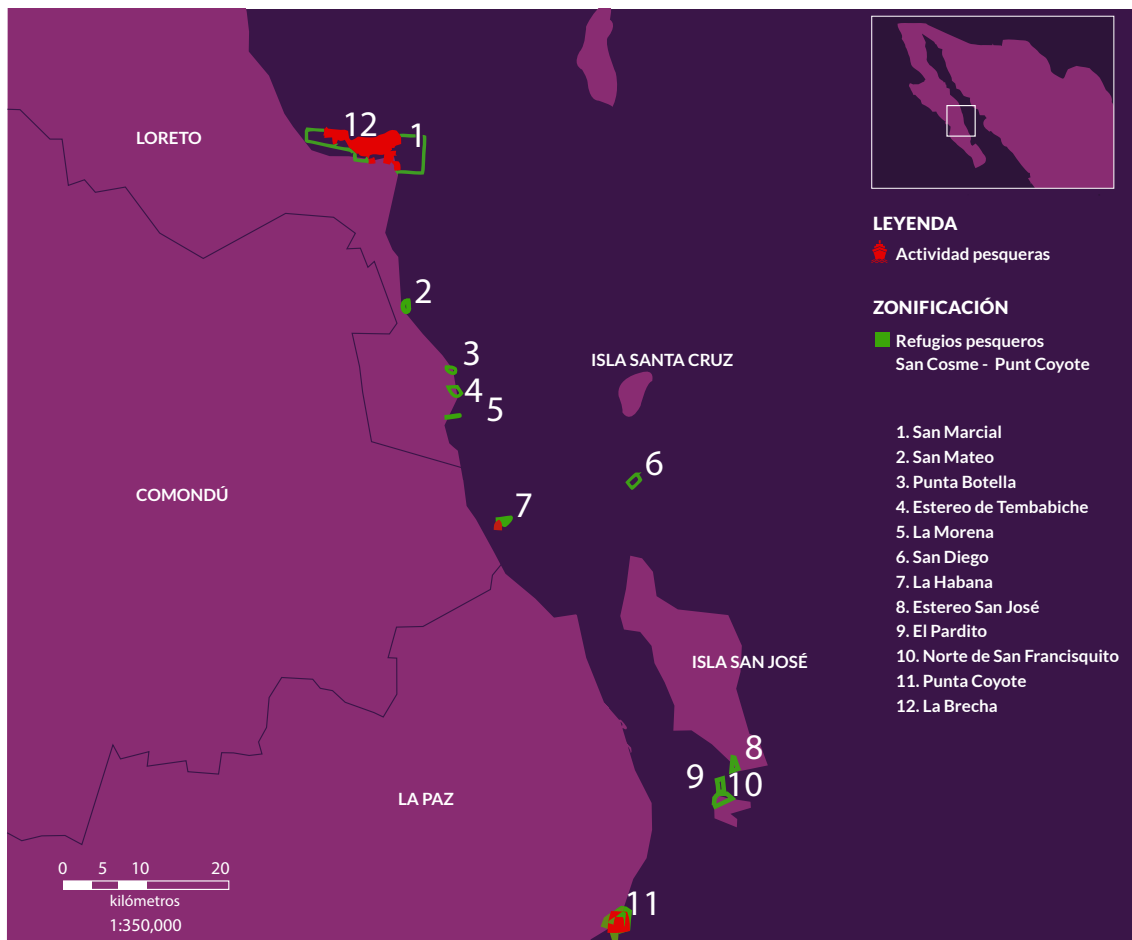 LORETO
12
1
2
3
4
5
ISLA SANTA CRUZ
6
COMONDÚ
7
ISLA SAN JOSÉ
8
9
10
LA PAZ
11
0 5 10 20
kilómetros
1:350,000
LEYENDA
Actividad pesqueras
ZONIFICACIÓN
Refugios pesqueros
San Cosme - Punt Coyote
1. San Marcial
2. San Mateo
3. Punta Botella
4. Estereo de Tembabiche
5. La Morena
6. San Diego
7. La Habana
8. Estereo San José
9. El Pardito
10. Norte de San Francisquito
11. Punta Coyote
12. La Brecha